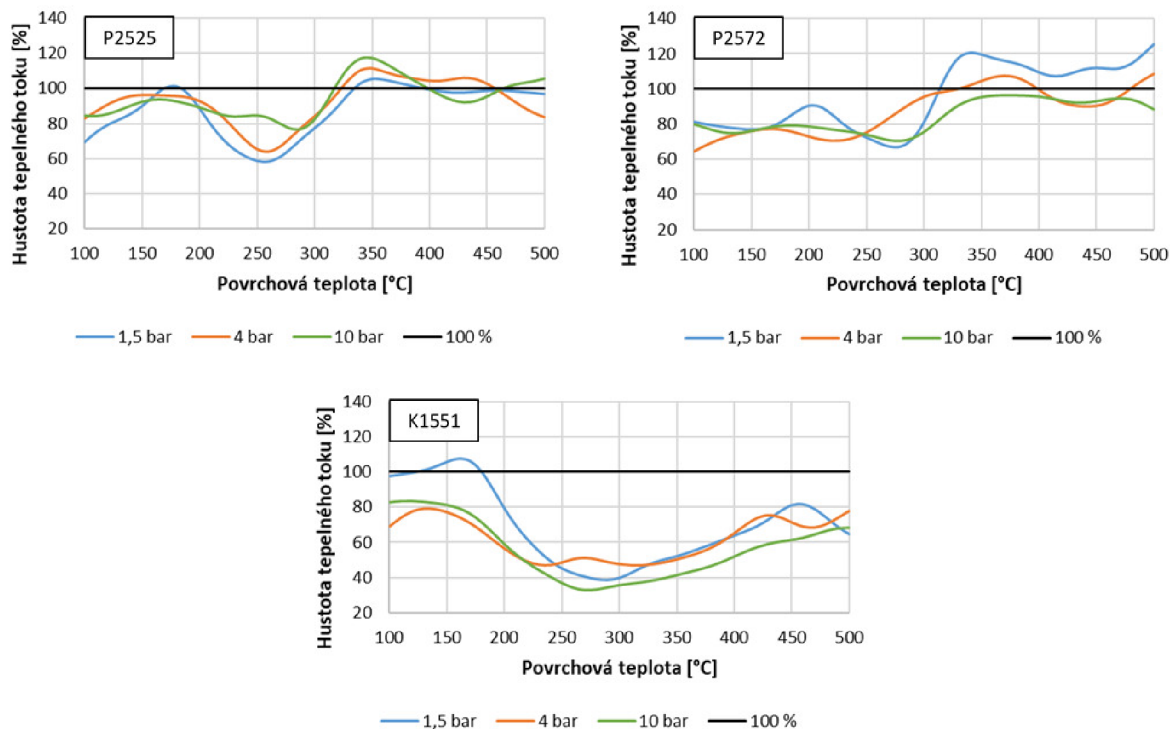 P2525
Hustota tepelného toku [%]
140
120
100
80
60
40
20
100 150 200 250 300 350 400 450 500
Povrchová teplota [°C]
1,5 bar 4 bar 10 bar 100 %
P2572
Hustota tepelného toku [%]
140
120
100
80
60
40
20
100 150 200 250 300 350 400 450 500
Povrchová teplota [°C]
1,5 bar 4 bar 10 bar 100 %
K1551
Hustota tepelného toku [%]
140
120
100
80
60
40
20
100 150 200 250 300 350 400 450 500
Povrchová teplota [°C]
1,5 bar 4 bar 10 bar 100 %